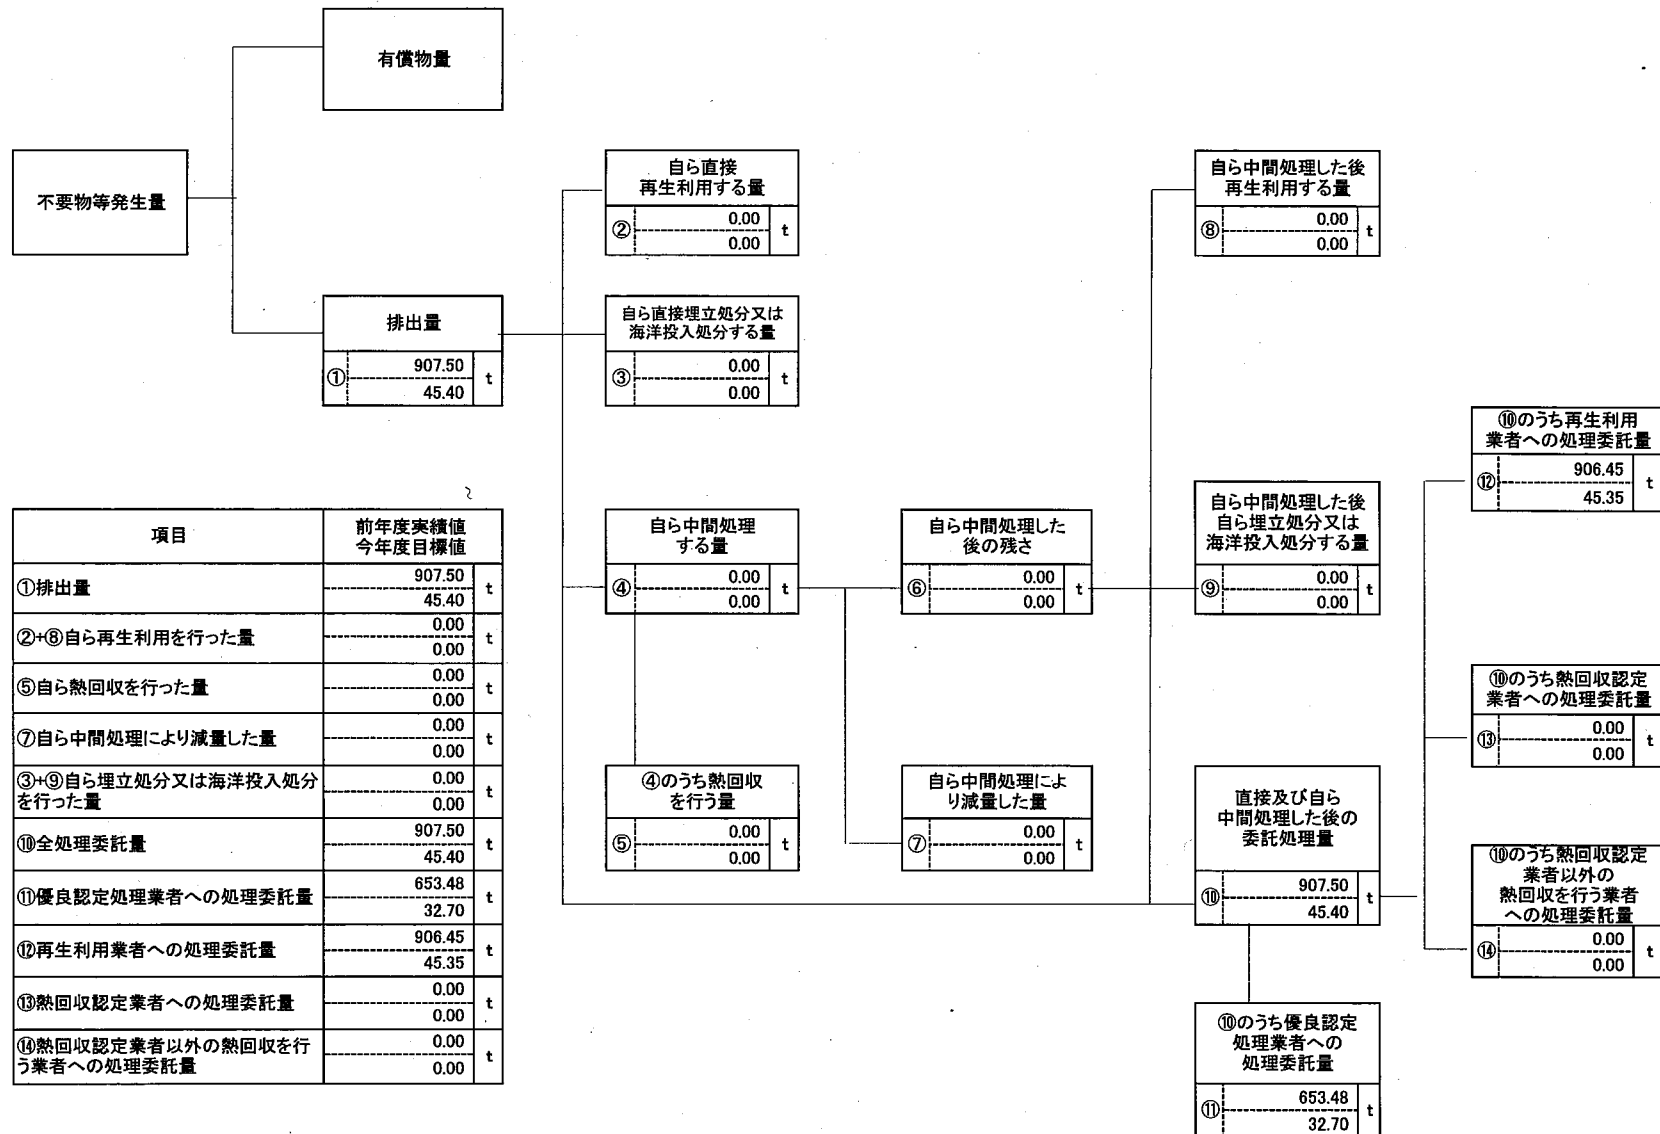 有償物量
不要物等発生量
自ら直接
再生利用する量
② 0.00 t
0.00
自ら中間処理した後
再生利用する量
⑧ 0.00 t
0.00
排出量
① 907.50 t
45.40
自ら直接埋立処分又は
海洋投入処分する量
③ 0.00 t
0.00
⑩のうち再生利用
業者への処理委託量
⑫ 906.45 t
45.35
自ら中間処理
する量
④ 0.00 t
0.00
自ら中間処理した
後の残さ
⑥ 0.00 t
0.00
自ら中間処理した後
自ら埋立処分又は
海洋投入処分する量
⑨ 0.00 t
0.00
⑩のうち熱回収認定
業者への処理委託量
⑬ 0.00 t
0.00
④のうち熱回収
を行う量
⑤ 0.00 t
0.00
自ら中間処理によ
り減量した量
⑦ 0.00 t
0.00
直接及び自ら
中間処理した後の
委託処理量
⑩ 907.50 t
45.40
⑩のうち熱回収認定
業者以外の
熱回収を行う業者
への処理委託量
⑭ 0.00 t
0.00
⑩のうち優良認定
処理業者への
処理委託量
⑪ 653.48 t
32.70
項目 前年度実績値
今年度目標値
①排出量 907.50 t
45.40
②+⑧自ら再生利用を行った量 0.00 t
0.00
⑤自ら熱回収を行った量 0.00 t
0.00
⑦自ら中間処理により減量した量 0.00 t
0.00
③+⑨自ら埋立処分又は海洋投入処分
を行った量 0.00 t
0.00
⑩全処理委託量 907.50 t
45.40
⑪優良認定処理業者への処理委託量 653.48 t
32.70
⑫再生利用業者への処理委託量 906.45 t
45.35
⑬熱回収認定業者への処理委託量 0.00 t
0.00
⑭熱回収認定業者以外の熱回収を行
う業者への処理委託量 0.00 t
0.00